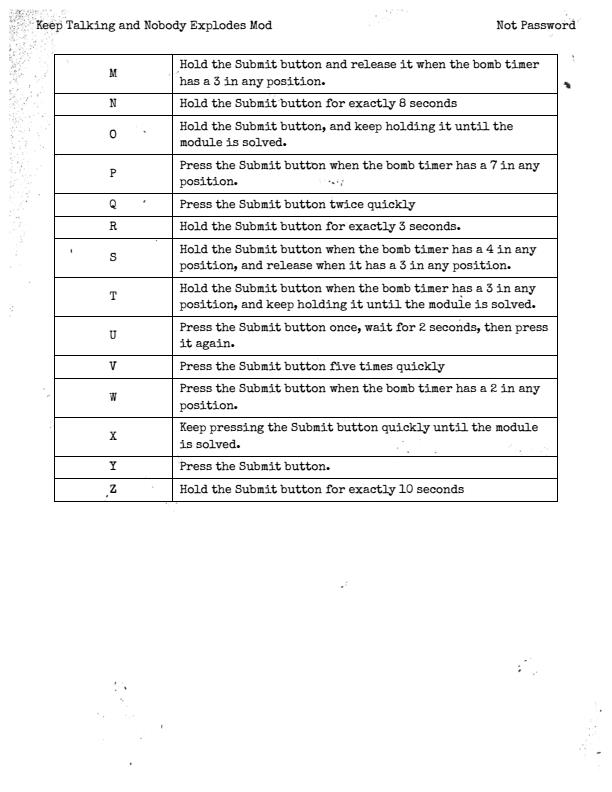 Keep Talking and Nobody Explodes Mod Not Password
M Hold the Submit button and release it when the bomb timer
has a 3 in any position.
N Hold the Submit button for exactly 8 seconds
O Hold the Submit button, and keep holding it until the
module is solved.
P Press the Submit button when the bomb timer has a 7 in any
position.
Q Press the Submit button twice quickly
R Hold the Submit button for exactly 3 seconds.
S Hold the Submit button when the bomb timer has a 4 in any
position, and release when it has a 3 in any position.
T Hold the Submit button when the bomb timer has a 3 in any
position, and keep holding it until the module is solved.
U Press the Submit button once, wait for 2 seconds, then press
it again.
V Press the Submit button five times quickly
W Press the Submit button when the bomb timer has a 2 in any
position.
X Keep pressing the Submit button quickly until the module
is solved.
Y Press the Submit button.
Z Hold the Submit button for exactly 10 seconds